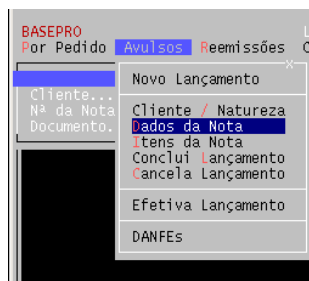 BASEPRO
Por Pedido Avulsos Reemissões
x
Novo Lançamento
Cliente...
Nª da Nota
Documento.
Cliente / Natureza
Dados da Nota
Itens da Nota
Conclui Lançamento
Cancela Lançamento
Efetiva Lançamento
DANFEs